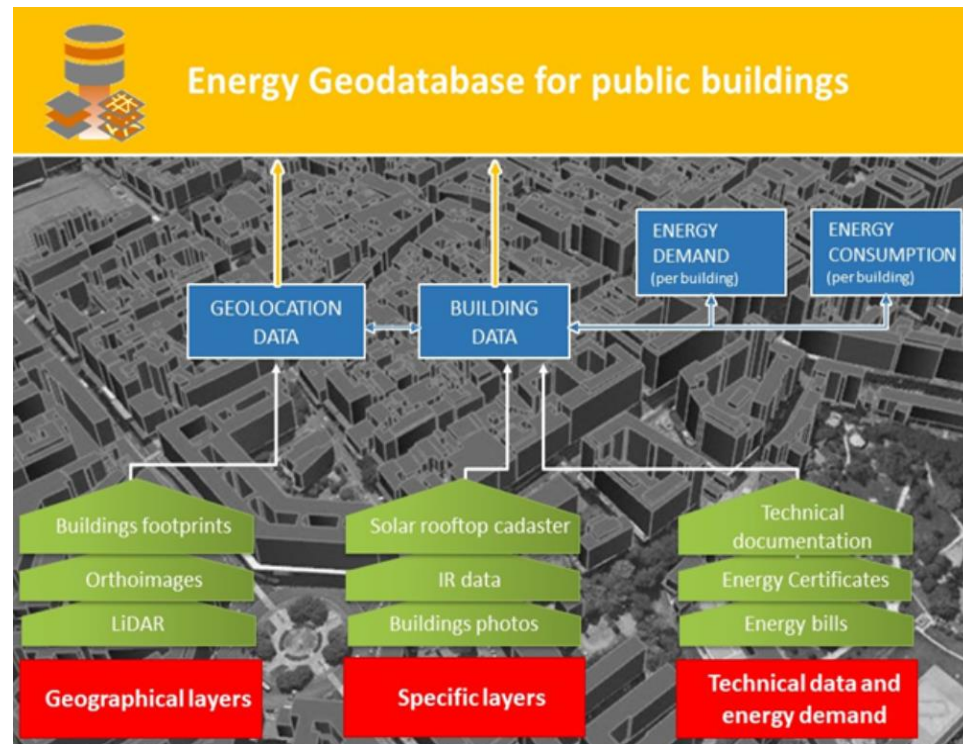 Energy Geodatabase for public buildings
ENERGY
DEMAND
(per building)
ENERGY
CONSUMPTION
(per building)
GEOLOCATION
DATA
BUILDING
DATA
Buildings footprints
Orthoimages
LiDAR
Geographical layers
Solar rooftop cadaster
IR data
Buildings photos
Specific layers
Technical
documentation
Energy Certificates
Energy bills
Technical data and
energy demand